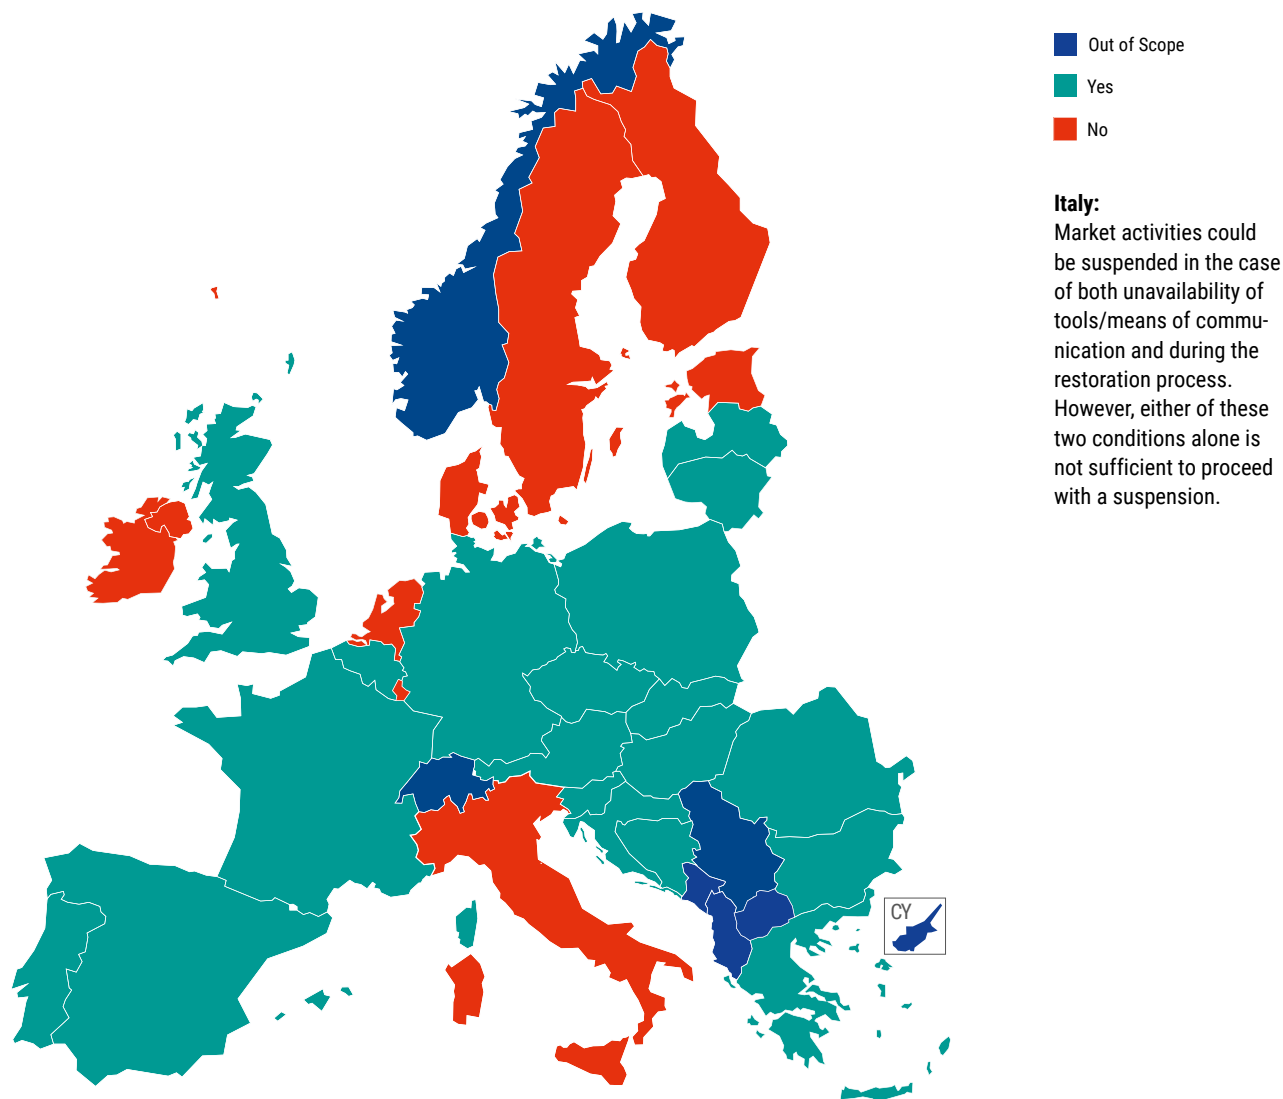 Out of Scope
Yes
No
Italy:
Market activities could
be suspended in the case
of both unavailability of
tools/means of commu-
nication and during the
restoration process.
However, either of these
two conditions alone is
not sufficient to proceed
with a suspension.
CY